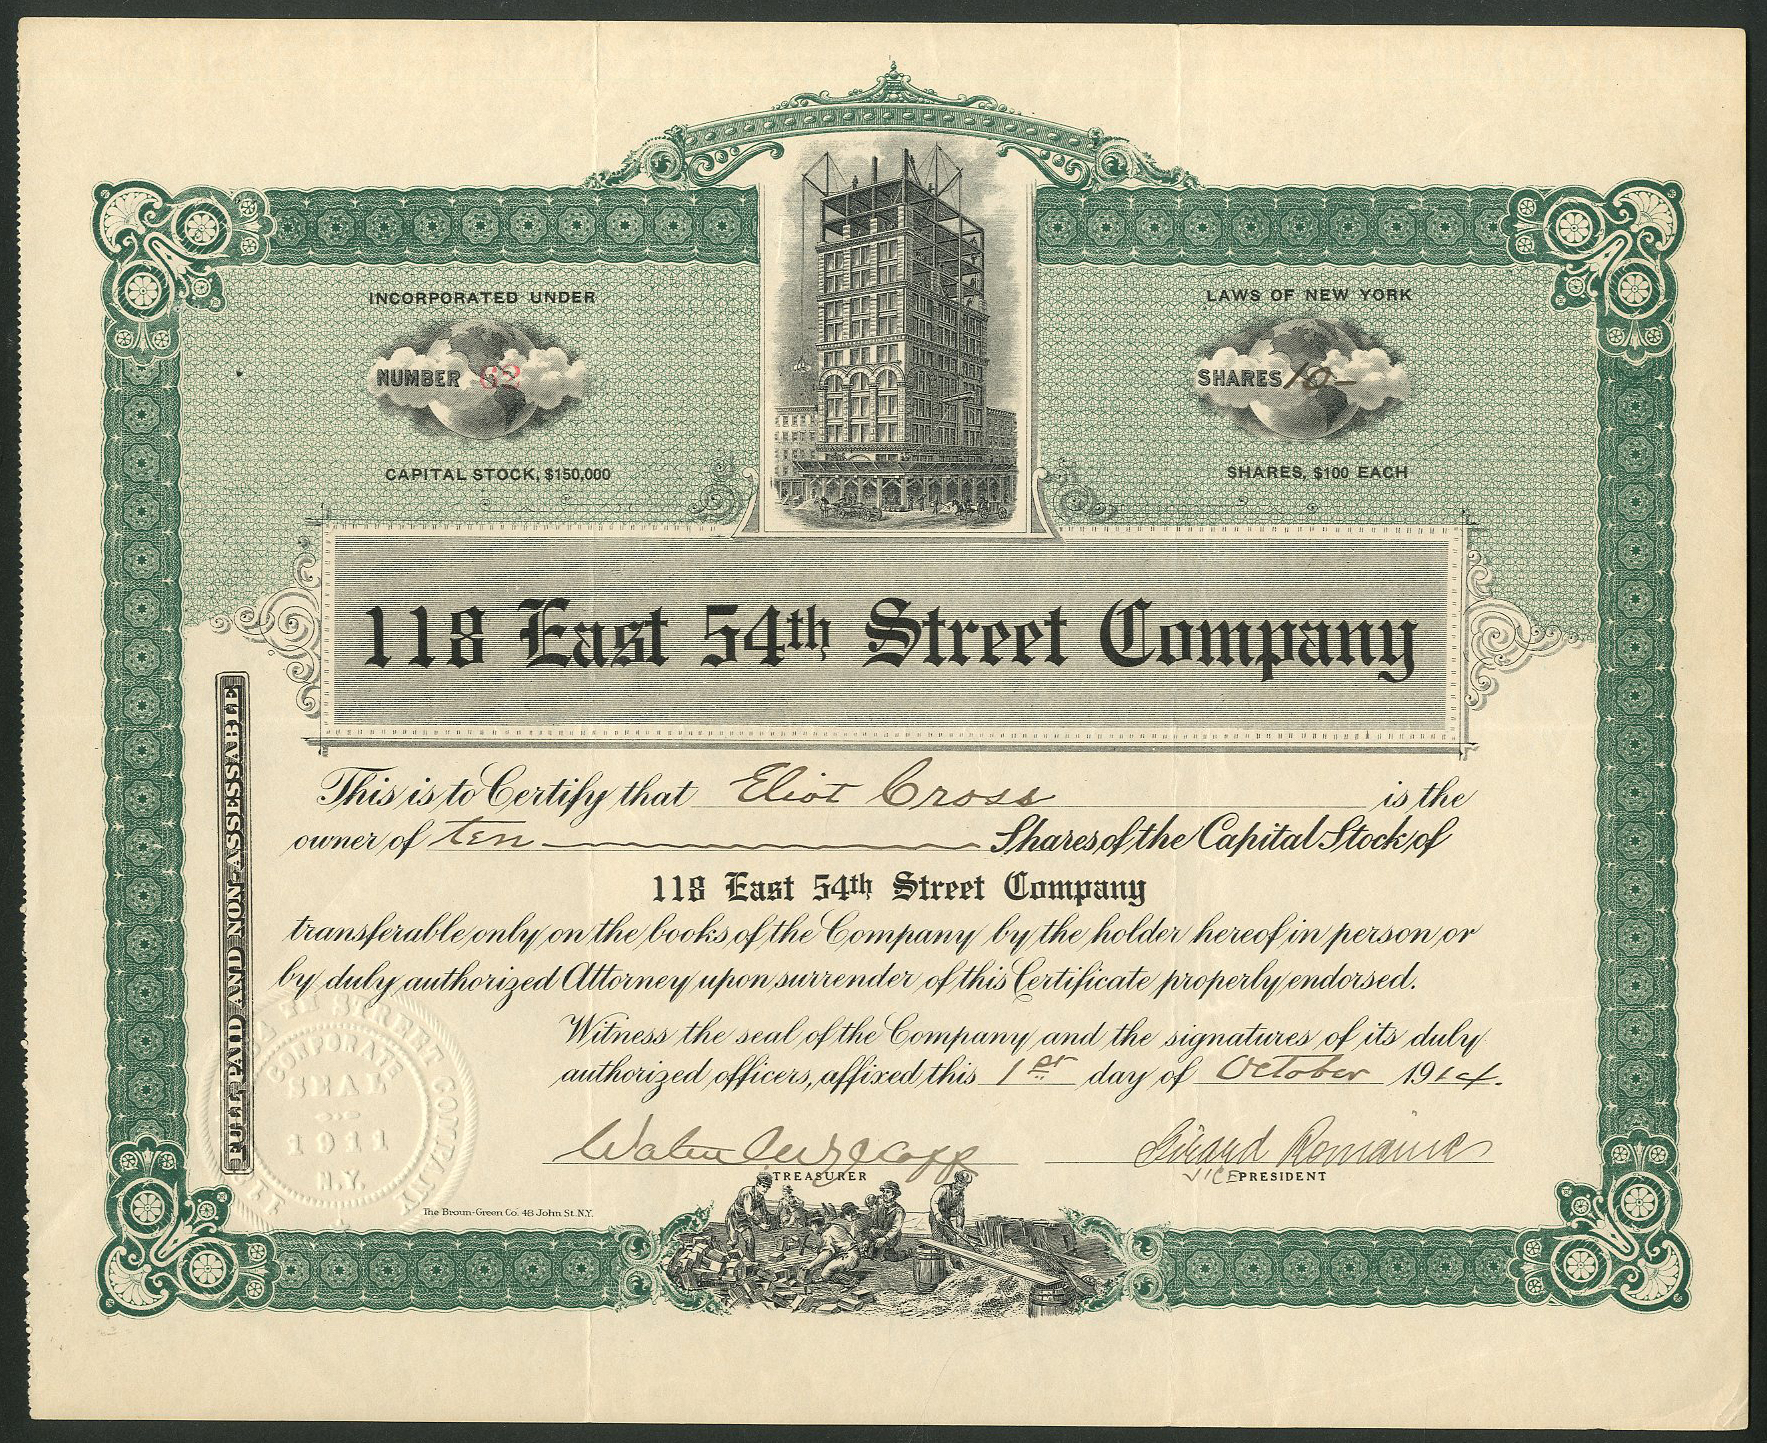 INCORPORATED UNDER
LAWS OF NEW YORK
NUMBER 62
SHARES 10-
CAPITAL STOCK, $150,000
SHARES, $100 EACH
118 East 54th Street Company
FULL PAID AND NON-ASSESSABLE
This is to Certify that Eliot Cross is the
owner of ten Shares of the Capital Stock of
118 East 54th Street Company
transferable only on the books of the Company by the holder hereof in person or
by duly authorized Attorney upon surrender of this Certificate properly endorsed.
Witness the seal of the Company and the signatures of its duly
authorized officers, affixed this 1st day of October 1914.
TREASURER
VICE PRESIDENT
STREET COMPANY
CORPORATE
SEAL
1911
N.Y.
The Broun-Green Co. 48 John St. N.Y.